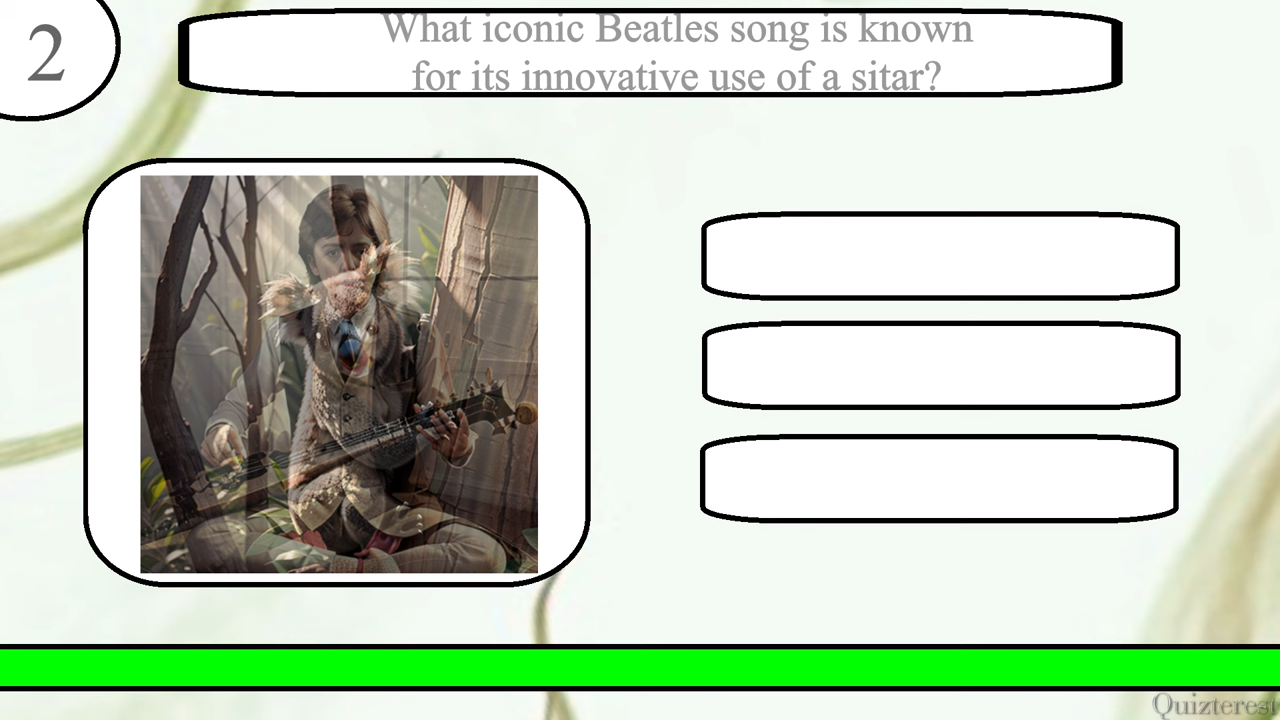 2
What iconic Beatles song is known
for its innovative use of a sitar?
Quizterest